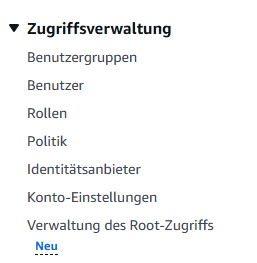 Zugriffsverwaltung
Benutzergruppen
Benutzer
Rollen
Politik
Identitätsanbieter
Konto-Einstellungen
Verwaltung des Root-Zugriffs
Neu